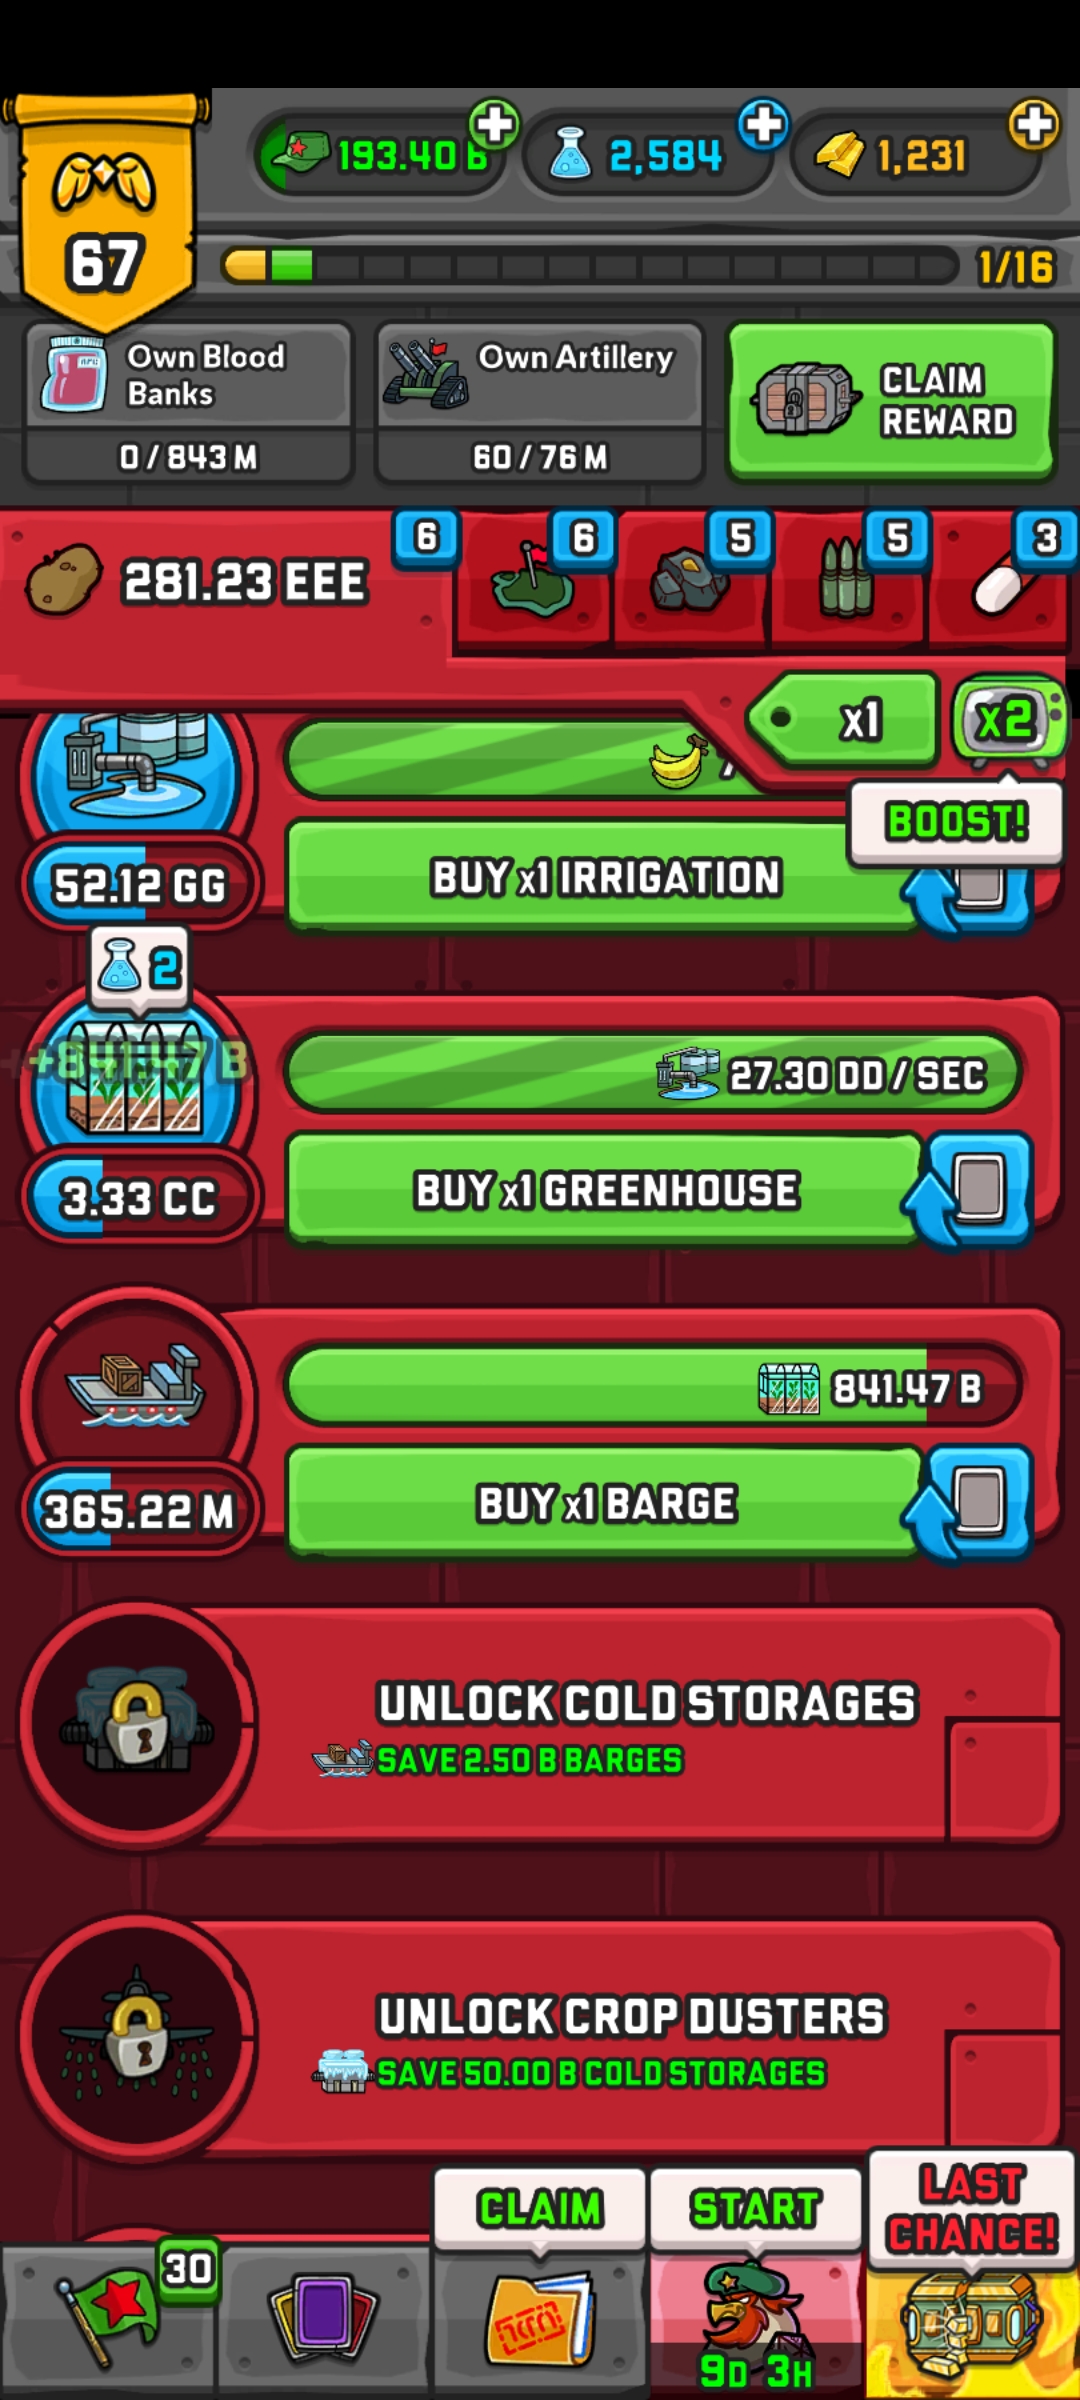 193.40 B
2,584
1,231
67
1/16
Own Blood
Banks
0 / 843 M
Own Artillery
60 / 76 M
CLAIM
REWARD
281.23 EEE
6
6
5
5
3
x1
x2
BOOST!
52.12 GG
BUY x1 IRRIGATION
2
+841.47 B
27.30 DD / SEC
3.33 CC
BUY x1 GREENHOUSE
841.47 B
365.22 M
BUY x1 BARGE
UNLOCK COLD STORAGES
SAVE 2.50 B BARGES
UNLOCK CROP DUSTERS
SAVE 50.00 B COLD STORAGES
CLAIM
START
LAST
CHANCE!
30
9D 3H